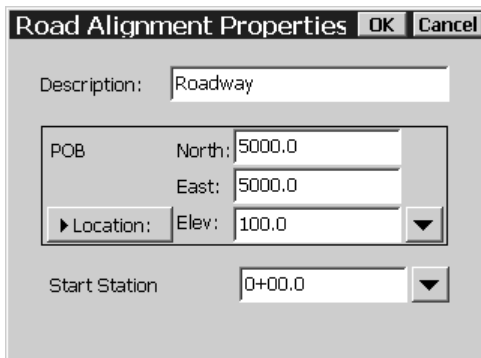 Road Alignment Properties OK Cancel
Description: Roadway
POB North: 5000.0
East: 5000.0
Location: Elev: 100.0
Start Station 0+00.0